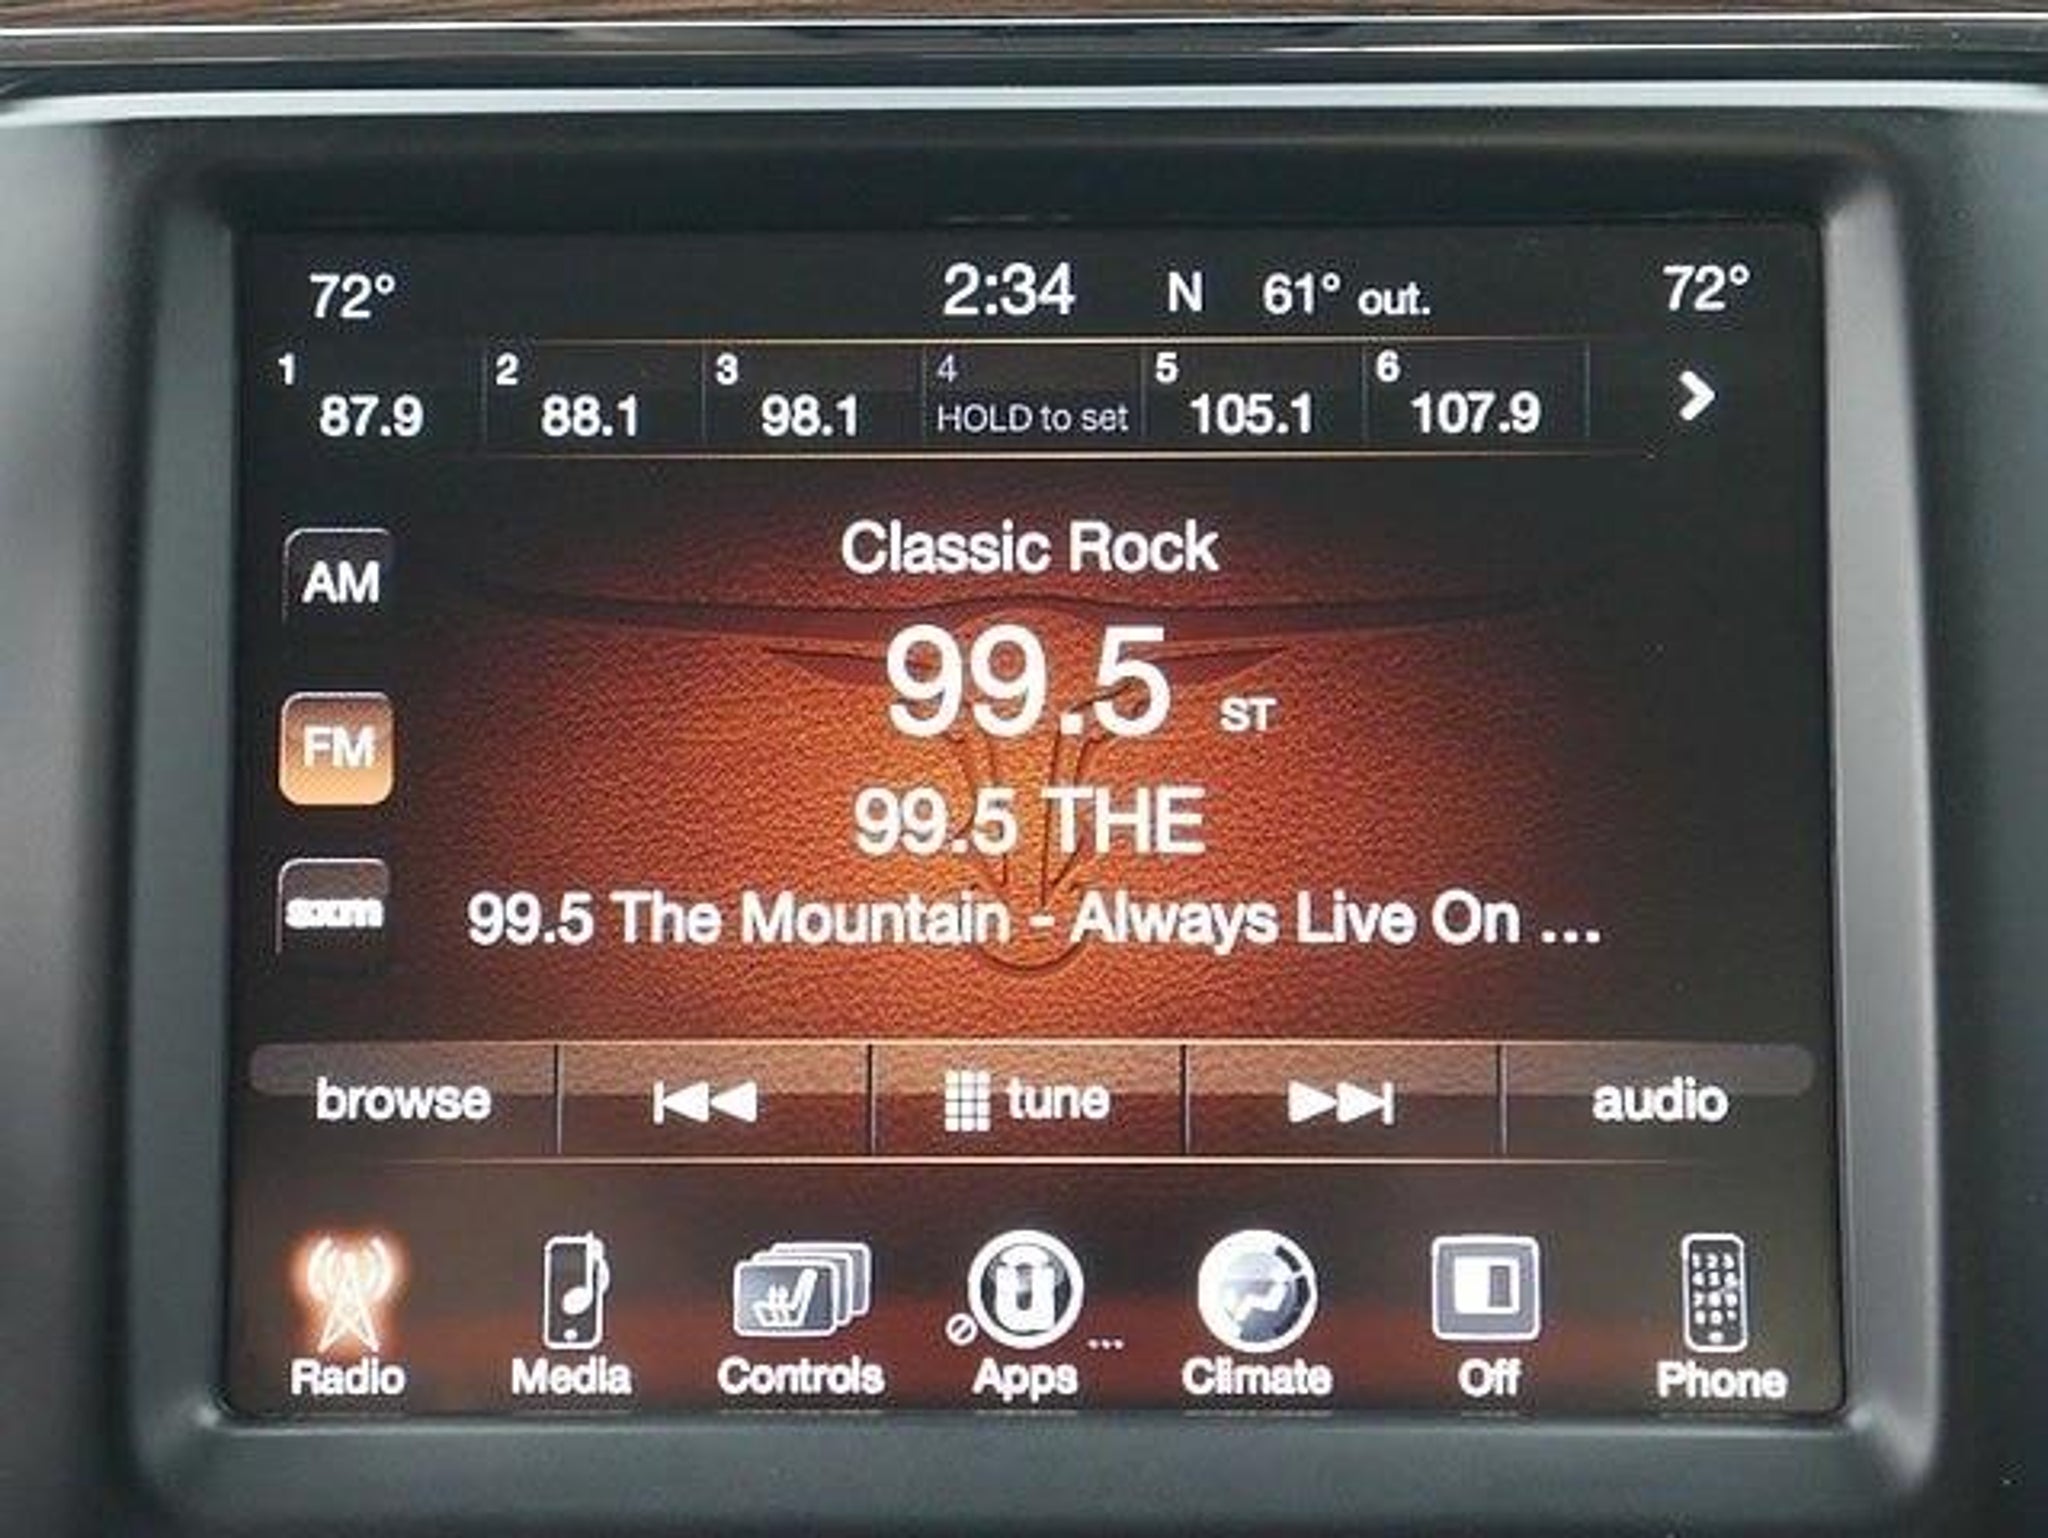 72° 2:34 N 61° out. 72°
1 2 3 4 5 6
87.9 88.1 98.1 HOLD to set 105.1 107.9
Classic Rock
AM
99.5 ST
FM
99.5 THE
sxm
99.5 The Mountain - Always Live On ...
browse tune audio
Radio Media Controls Apps ... Climate Off Phone